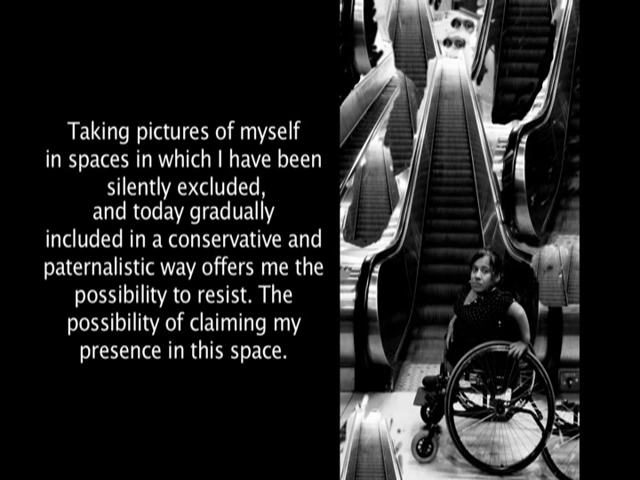 Taking pictures of myself
in spaces in which I have been
silently excluded,
and today gradually
included in a conservative and
paternalistic way offers me the
possibility to resist. The
possibility of claiming my
presence in this space.